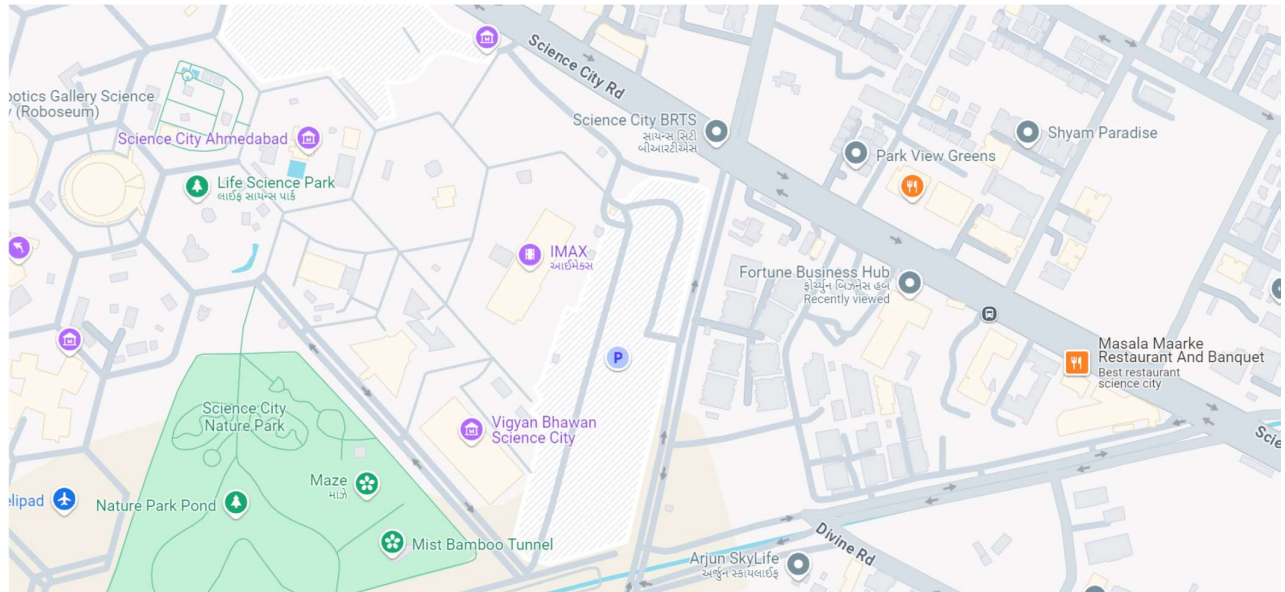 Science City Rd
otics Gallery Science
y (Roboseum)
Science City BRTS
સાયન્સ સિટી
બીઆરટીએસ
Science City Ahmedabad
Park View Greens
Shyam Paradise
Life Science Park
લાઈફ સાયન્સ પાર્ક
IMAX
આઈમેક્સ
Fortune Business Hub
ફોર્ચ્યુન બિઝનેસ હબ
Recently viewed
P
Masala Maarke
Restaurant And Banquet
Best restaurant
science city
Science City
Nature Park
Vigyan Bhawan
Science City
Scie
Maze
માઝે
elipad
Nature Park Pond
Mist Bamboo Tunnel
Divine Rd
Arjun SkyLife
અર્જુન સ્કાયલાઈફ